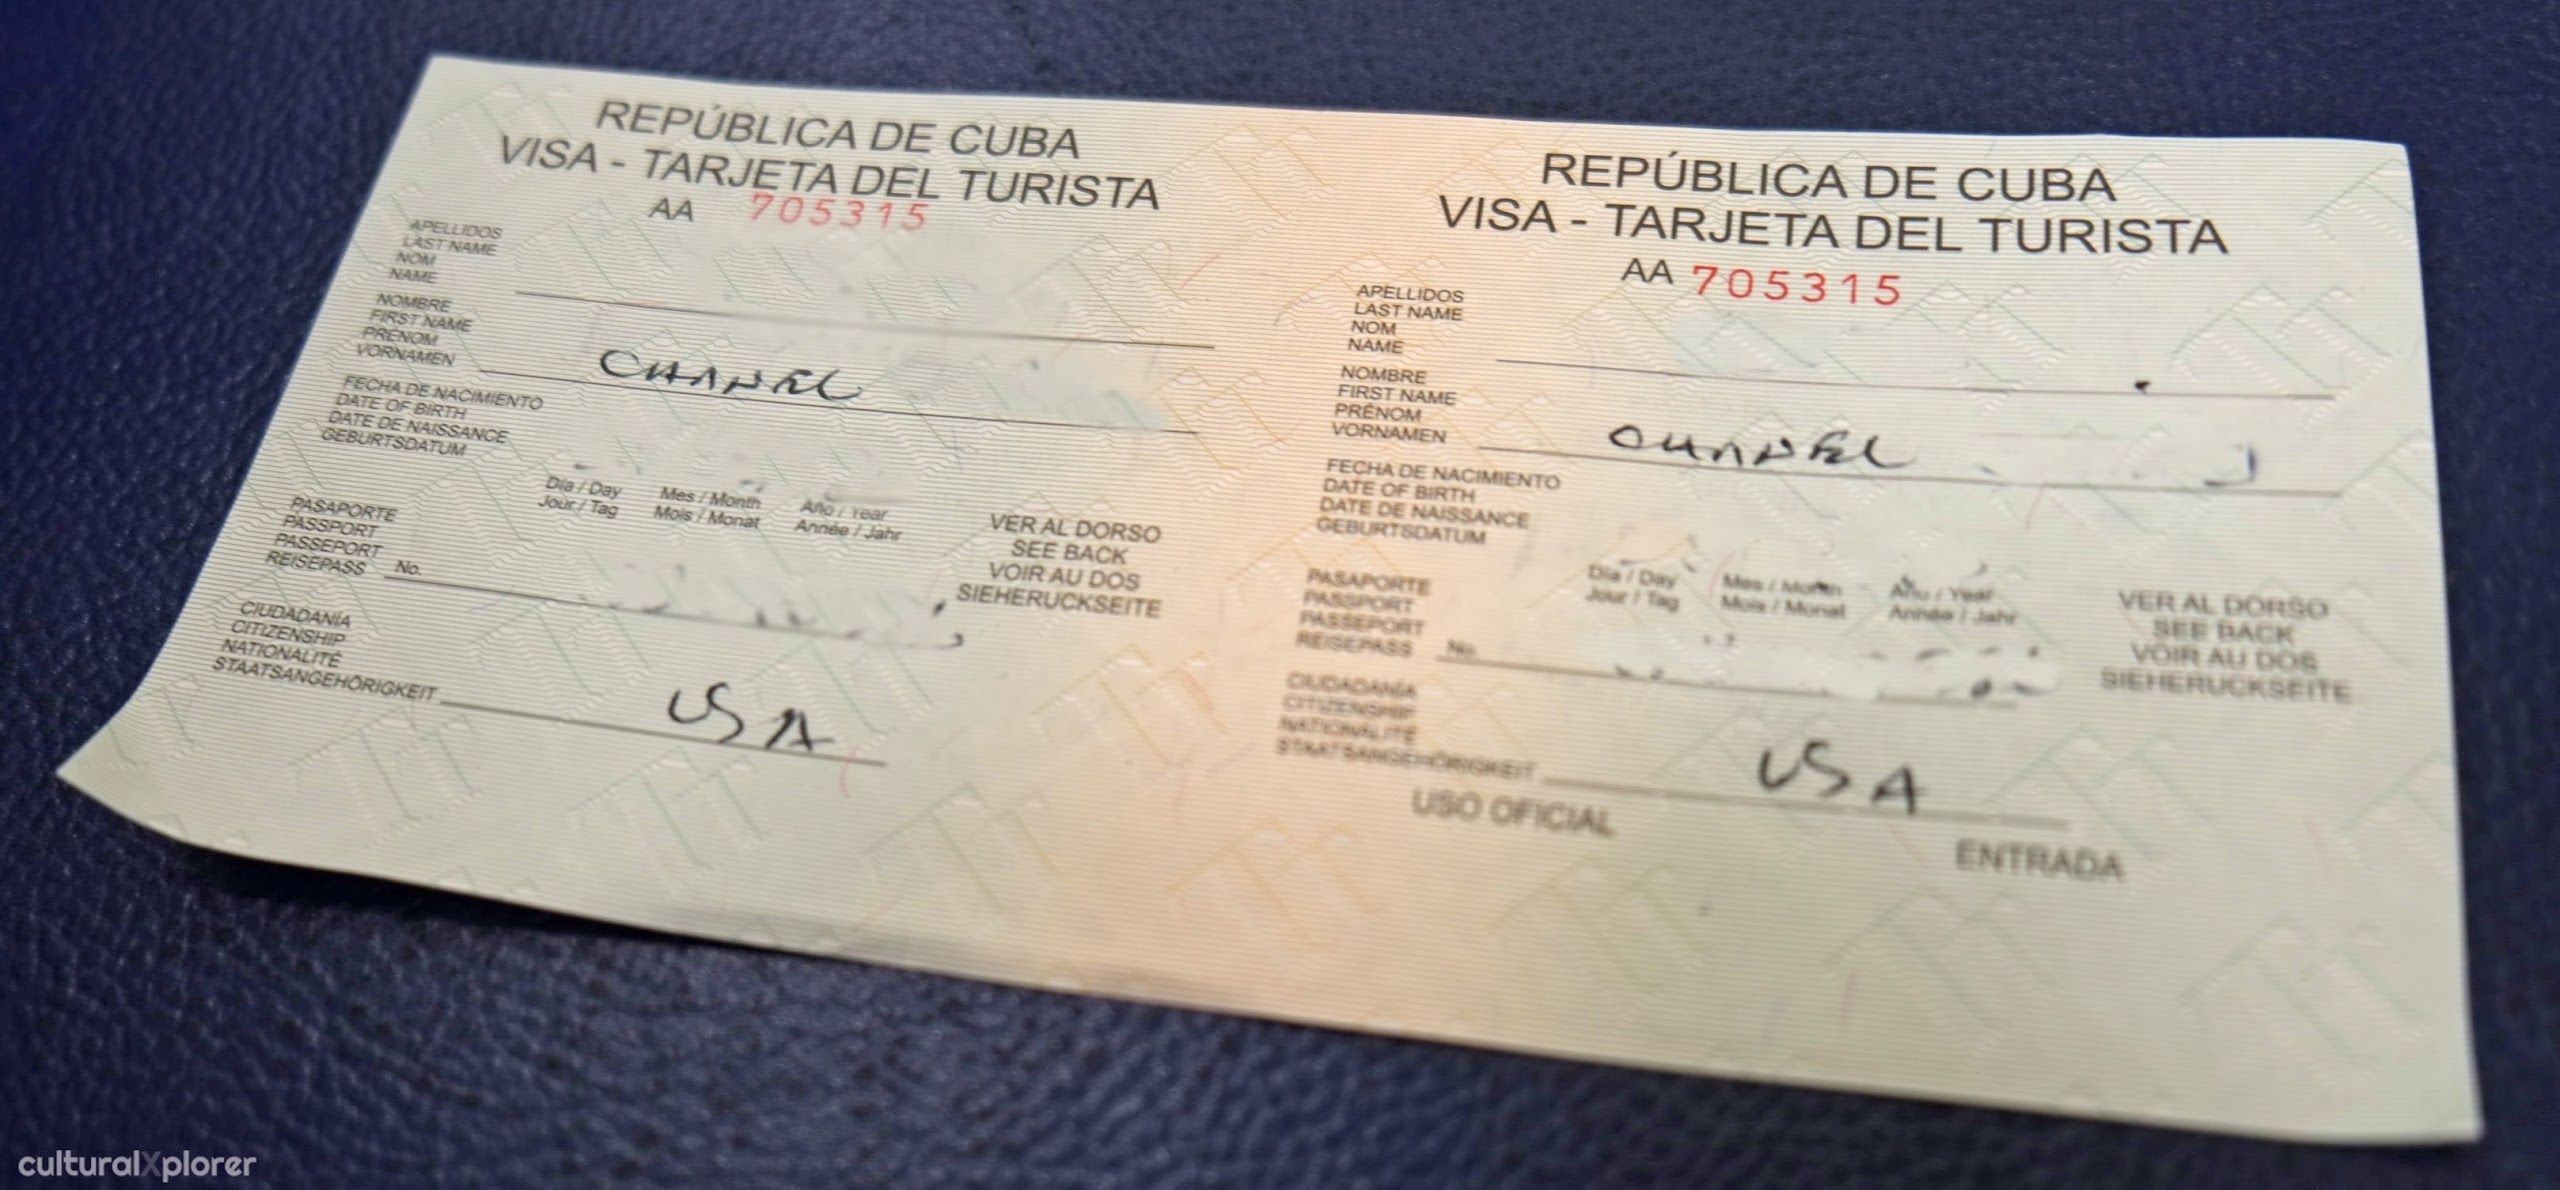 REPÚBLICA DE CUBA
VISA - TARJETA DEL TURISTA
AA 705315
APELLIDOS
LAST NAME
NOM
NAME
NOMBRE
FIRST NAME
PRÉNOM
VORNAMEN
CHANEL
FECHA DE NACIMIENTO
DATE OF BIRTH
DATE DE NAISSANCE
GEBURTSDATUM
Día / Day Mes / Month Año / Year
Jour / Tag Mois / Monat Année / Jahr
PASAPORTE
PASSPORT
PASSEPORT
REISEPASS No.
VER AL DORSO
SEE BACK
VOIR AU DOS
SIEHERUCKSEITE
CIUDADANÍA
CITIZENSHIP
NATIONALITÉ
STAATSANGEHÖRIGKEIT
USA
REPÚBLICA DE CUBA
VISA - TARJETA DEL TURISTA
AA 705315
APELLIDOS
LAST NAME
NOM
NAME
NOMBRE
FIRST NAME
PRÉNOM
VORNAMEN
CHANEL
FECHA DE NACIMIENTO
DATE OF BIRTH
DATE DE NAISSANCE
GEBURTSDATUM
Día / Day Mes / Month Año / Year
Jour / Tag Mois / Monat Année / Jahr
PASAPORTE
PASSPORT
PASSEPORT
REISEPASS No.
VER AL DORSO
SEE BACK
VOIR AU DOS
SIEHERUCKSEITE
CIUDADANÍA
CITIZENSHIP
NATIONALITÉ
STAATSANGEHÖRIGKEIT
USA
USO OFICIAL
ENTRADA
culturalXplorer